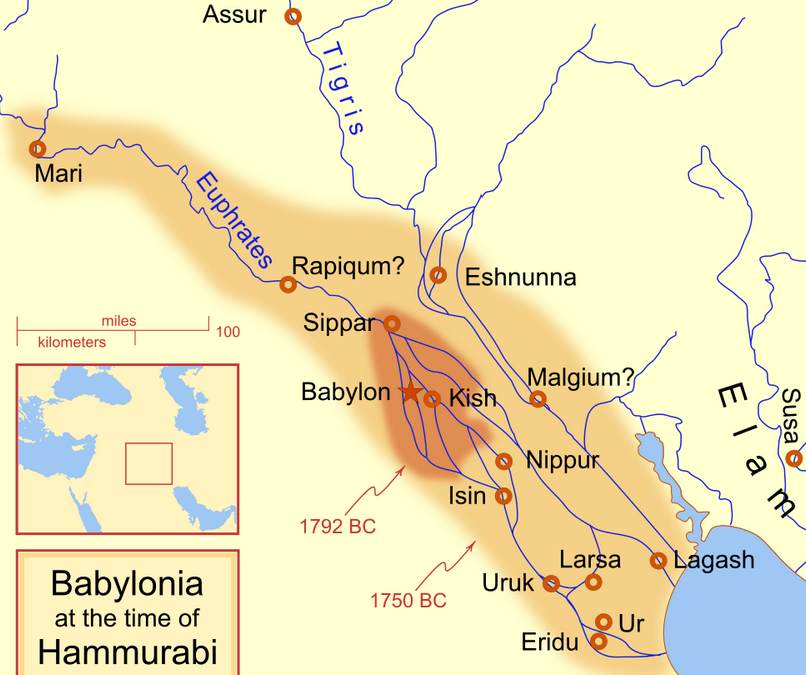 Assur
Tigris
Mari
Euphrates
Rapiqum?
Eshnunna
Sippar
miles
100
kilometers
Babylon
Kish
Malgium?
Elam
Susa
Nippur
Isin
1792 BC
Larsa
Lagash
Uruk
1750 BC
Ur
Eridu
Babylonia
at the time of
Hammurabi